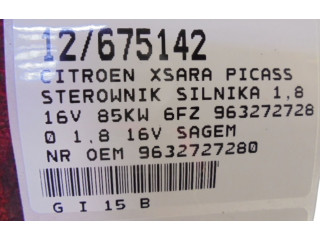 12/675142
CITROEN XSARA PICASS
STEROWNIK SILNIKA 1,8
16V 85KW 6FZ 963272728
0 1,8 16V SAGEM
NR OEM 9632727280
G I 15 B